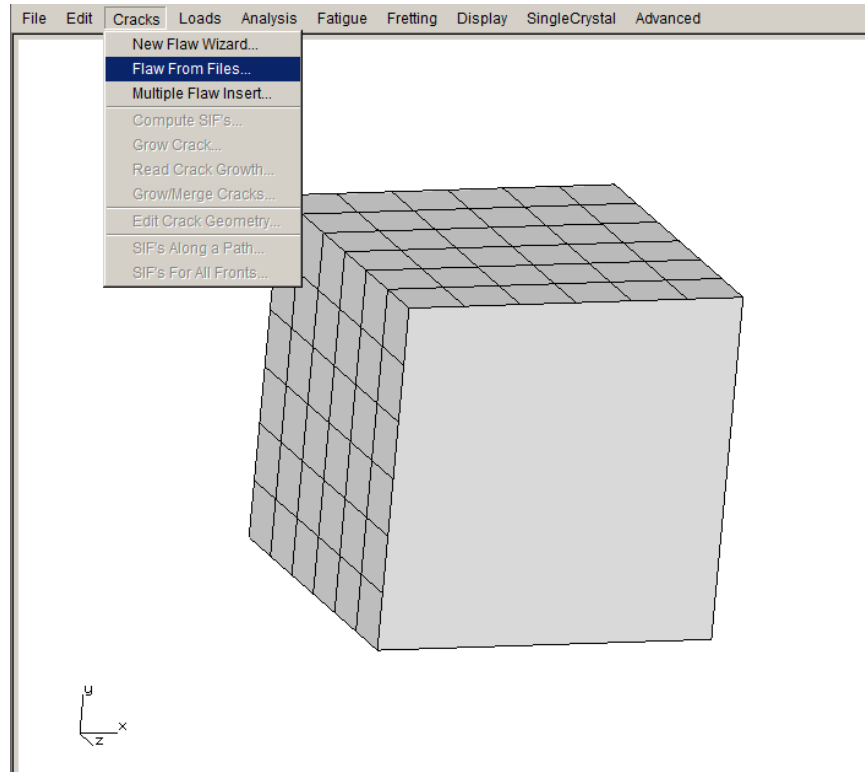 File Edit Cracks Loads Analysis Fatigue Fretting Display SingleCrystal Advanced
New Flaw Wizard...
Flaw From Files...
Multiple Flaw Insert...
Compute SIF's...
Grow Crack...
Read Crack Growth...
Grow/Merge Cracks...
Edit Crack Geometry...
SIF's Along a Path...
SIF's For All Fronts...
y
x
z